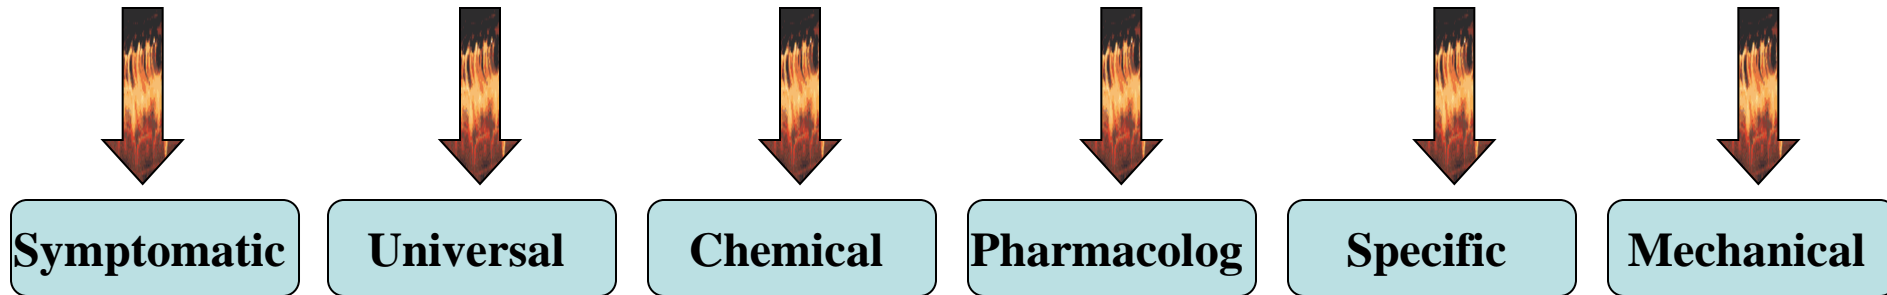 Symptomatic
Universal
Chemical
Pharmacolog
Specific
Mechanical